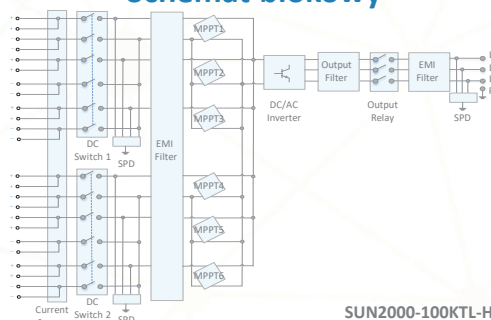 Schemat blokowy
MPPT1
MPPT2
MPPT3
MPPT4
MPPT5
MPPT6
DC
Switch 1
SPD
EMI
Filter
DC/AC
Inverter
Output
Filter
Output
Relay
EMI
Filter
SPD
Current
DC
Switch 2
SPD
SUN2000-100KTL-H